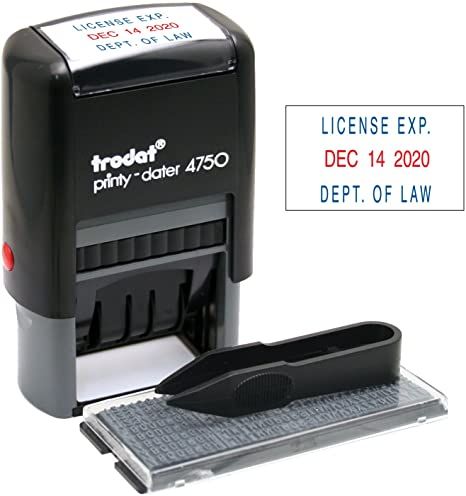 LICENSE EXP.
DEC 14 2020
DEPT. OF LAW
trodat®
printy-dater 4750
LICENSE EXP.
DEC 14 2020
DEPT. OF LAW